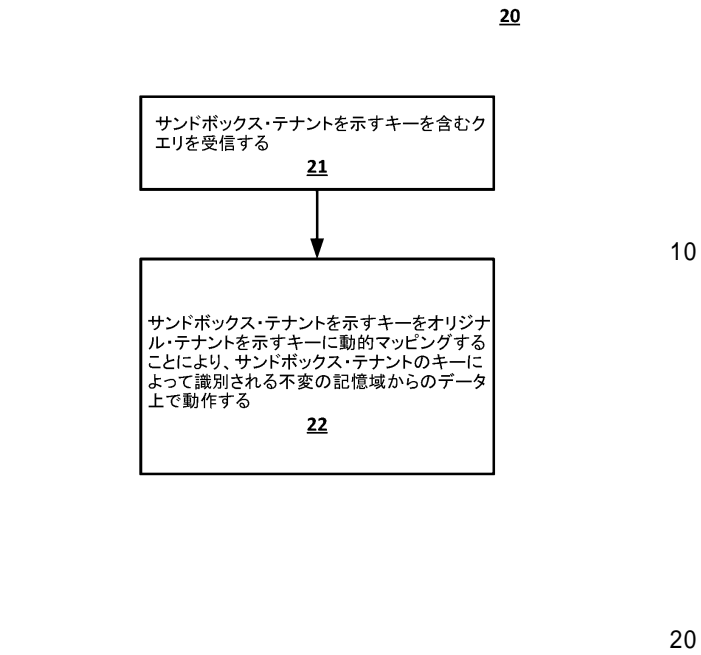 20
サンドボックス・テナントを示すキーを含むク
エリを受信する
21
10
サンドボックス・テナントを示すキーをオリジナ
ル・テナントを示すキーに動的マッピングする
ことにより、サンドボックス・テナントのキーに
よって識別される不変の記憶域からのデータ
上で動作する
22
20